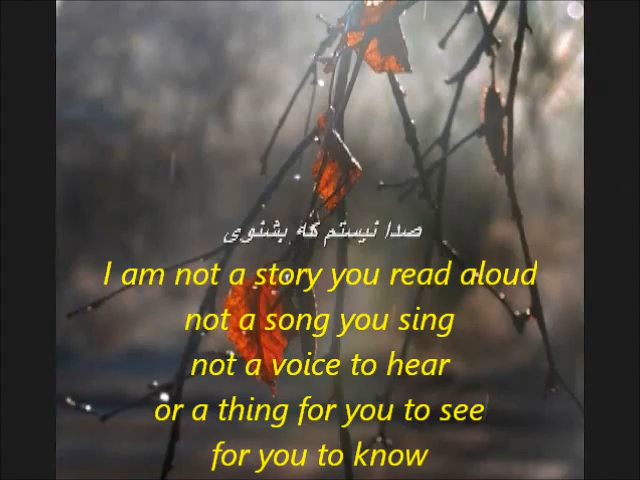 صدا نیستم که بشنوی
I am not a story you read aloud
not a song you sing
not a voice to hear
or a thing for you to see
for you to know